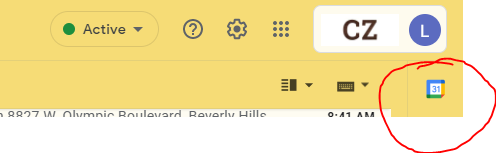 Active
CZ
L
31
8827 W. Olympic Boulevard, Beverly Hills
8:41 AM